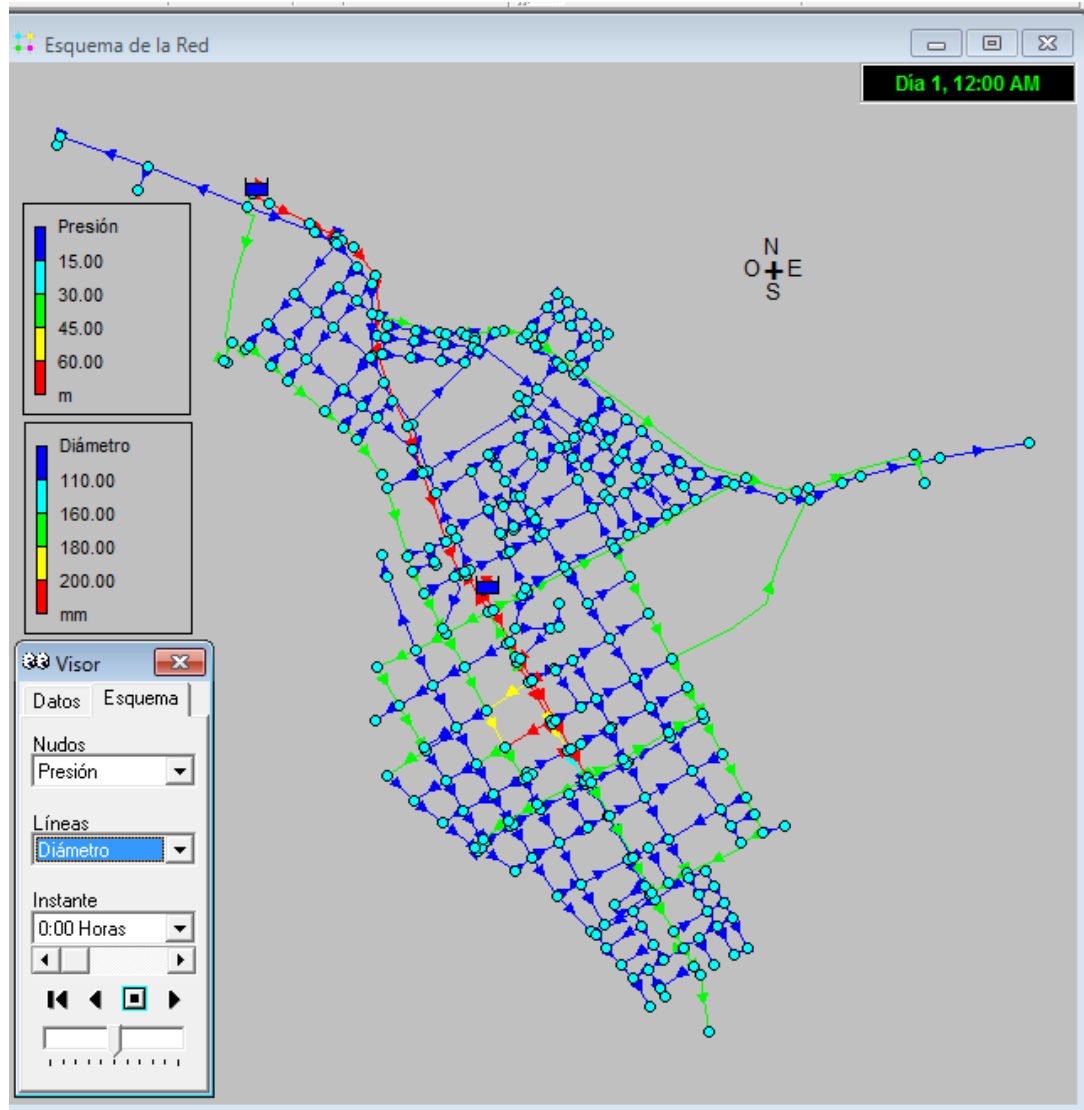 Esquema de la Red
Día 1, 12:00 AM
N
O E
S
Presión
15.00
30.00
45.00
60.00
m
Diámetro
110.00
160.00
180.00
200.00
mm
Visor
Datos Esquema
Nudos
Presión
Líneas
Diámetro
Instante
0:00 Horas